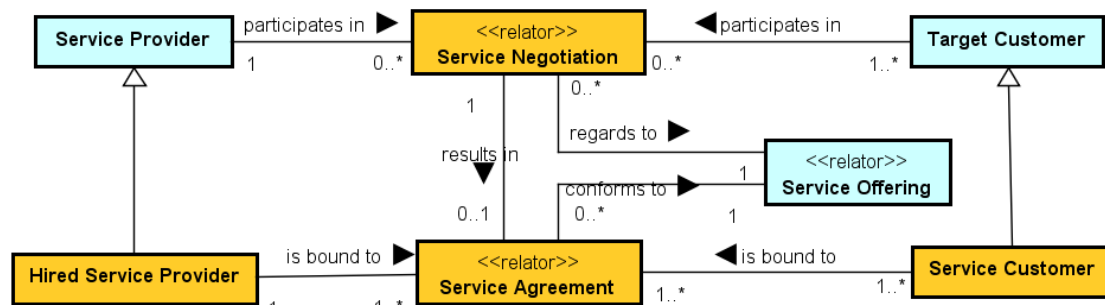 participates in
participates in
<<relator>>
Service Negotiation
Service Provider
Target Customer
1
0..*
0..*
1..*
1
0..*
regards to
results in
<<relator>>
Service Offering
1
conforms to
0..1
0..*
1
is bound to
<<relator>>
Service Agreement
is bound to
Hired Service Provider
Service Customer
1..*
1..*